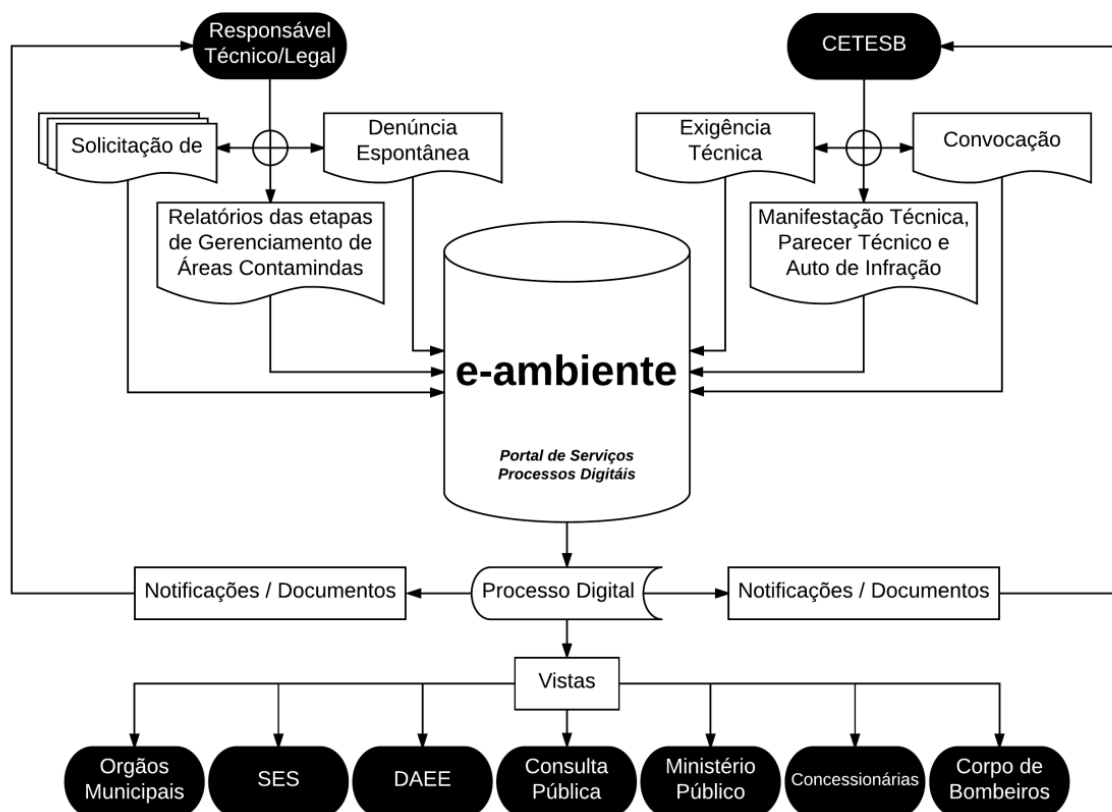 Responsável
Técnico/Legal
CETESB
Solicitação de
Denúncia
Espontânea
Exigência
Técnica
Convocação
Relatórios das etapas
de Gerenciamento de
Áreas Contamindas
Manifestação Técnica,
Parecer Técnico e
Auto de Infração
e-ambiente
Portal de Serviços
Processos Digitáis
Notificações / Documentos
Processo Digital
Notificações / Documentos
Vistas
Orgãos
Municipais
SES
DAEE
Consulta
Pública
Ministério
Público
Concessionárias
Corpo de
Bombeiros